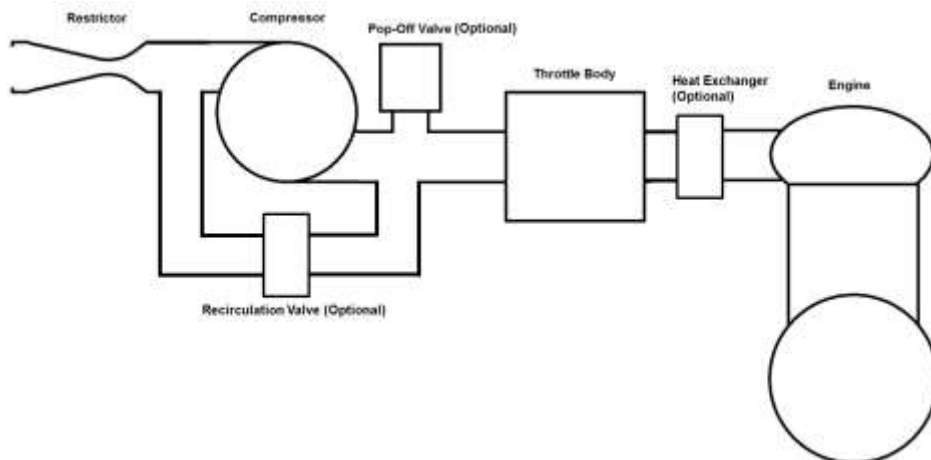 Restrictor
Compressor
Pop-Off Valve (Optional)
Throttle Body
Heat Exchanger
(Optional)
Engine
Recirculation Valve (Optional)